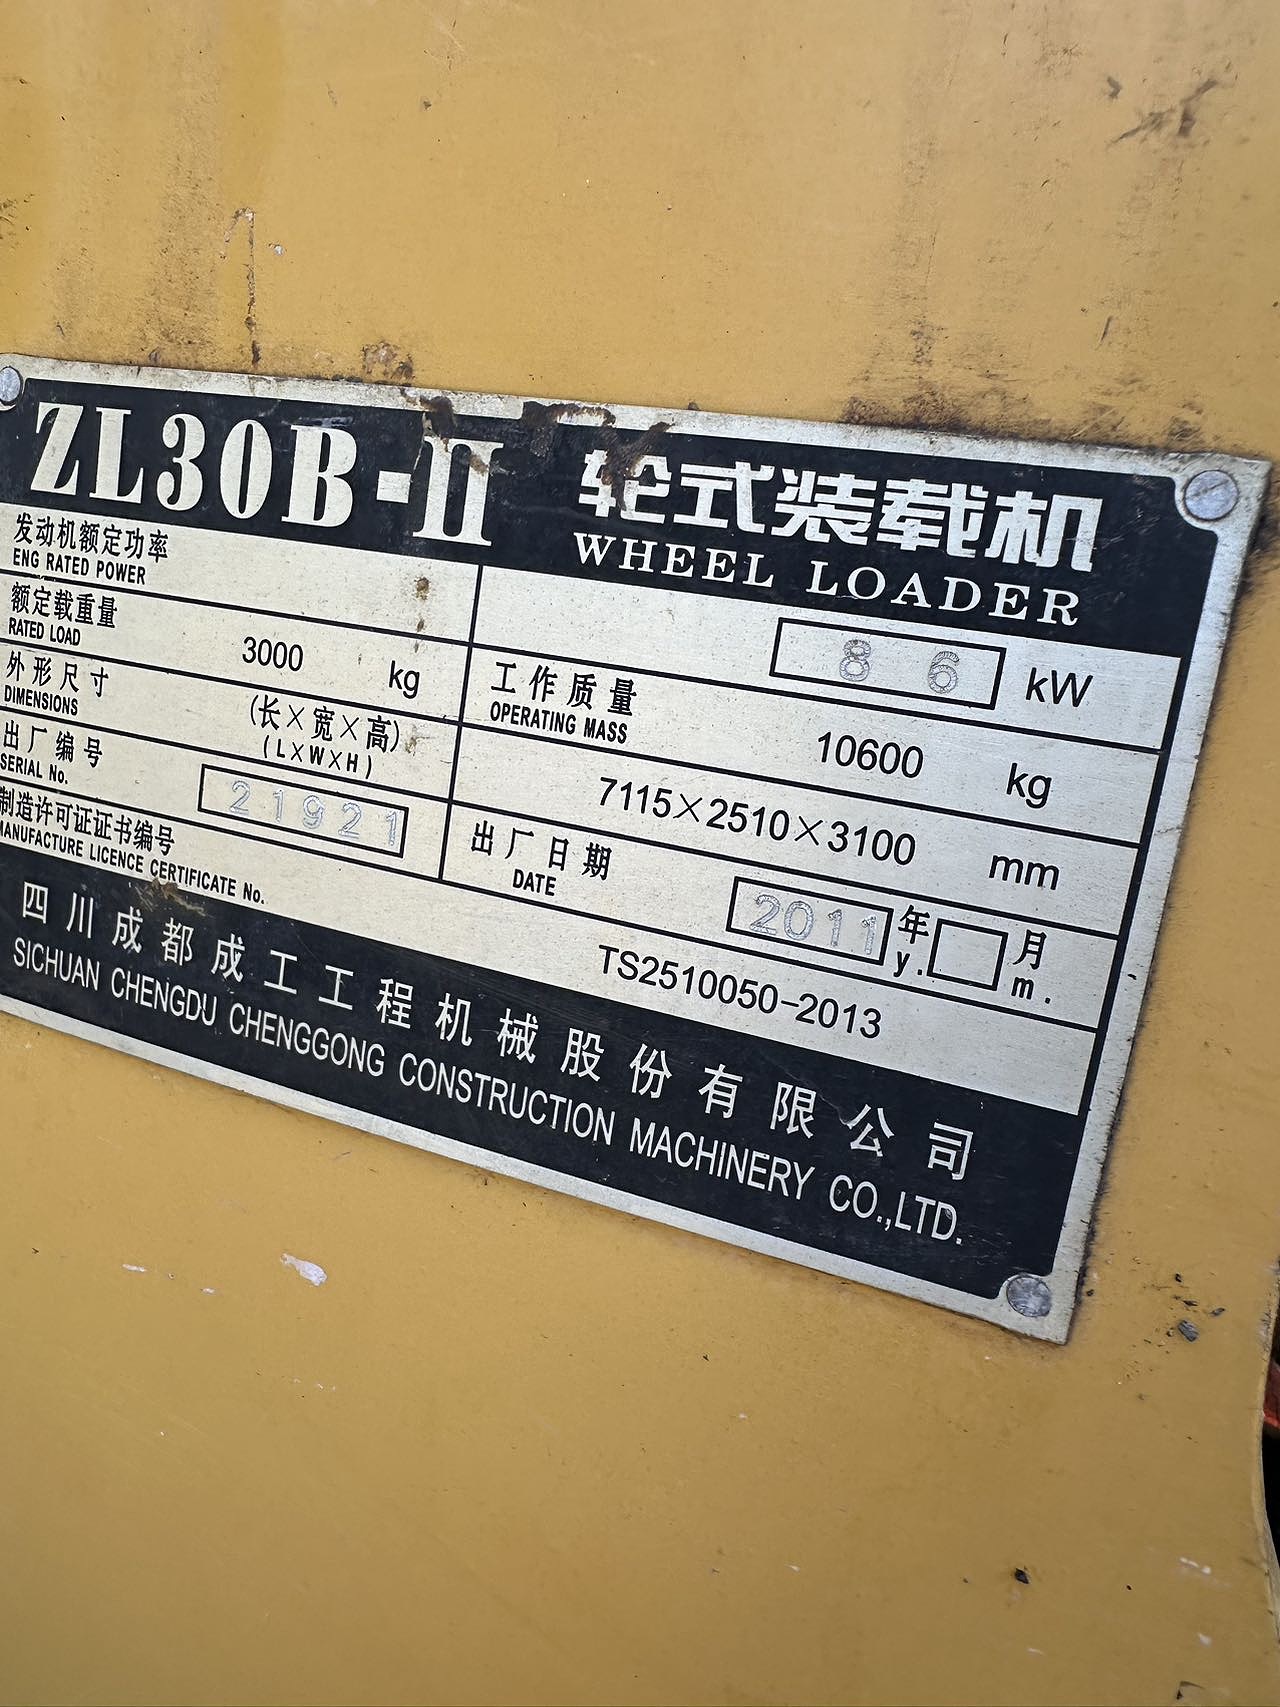 ZL30B-II 轮式装载机
WHEEL LOADER
发动机额定功率
ENG RATED POWER
86 kW
额定载重量
RATED LOAD
3000 kg
工作质量
OPERATING MASS
10600 kg
外形尺寸
DIMENSIONS
(长×宽×高)
(L×W×H)
7115×2510×3100 mm
出厂编号
SERIAL No.
21921
出厂日期
DATE
2011 年 月
y. m.
制造许可证证书编号
MANUFACTURE LICENCE CERTIFICATE No.
TS2510050-2013
四川成都成工工程机械股份有限公司
SICHUAN CHENGDU CHENGGONG CONSTRUCTION MACHINERY CO.,LTD.